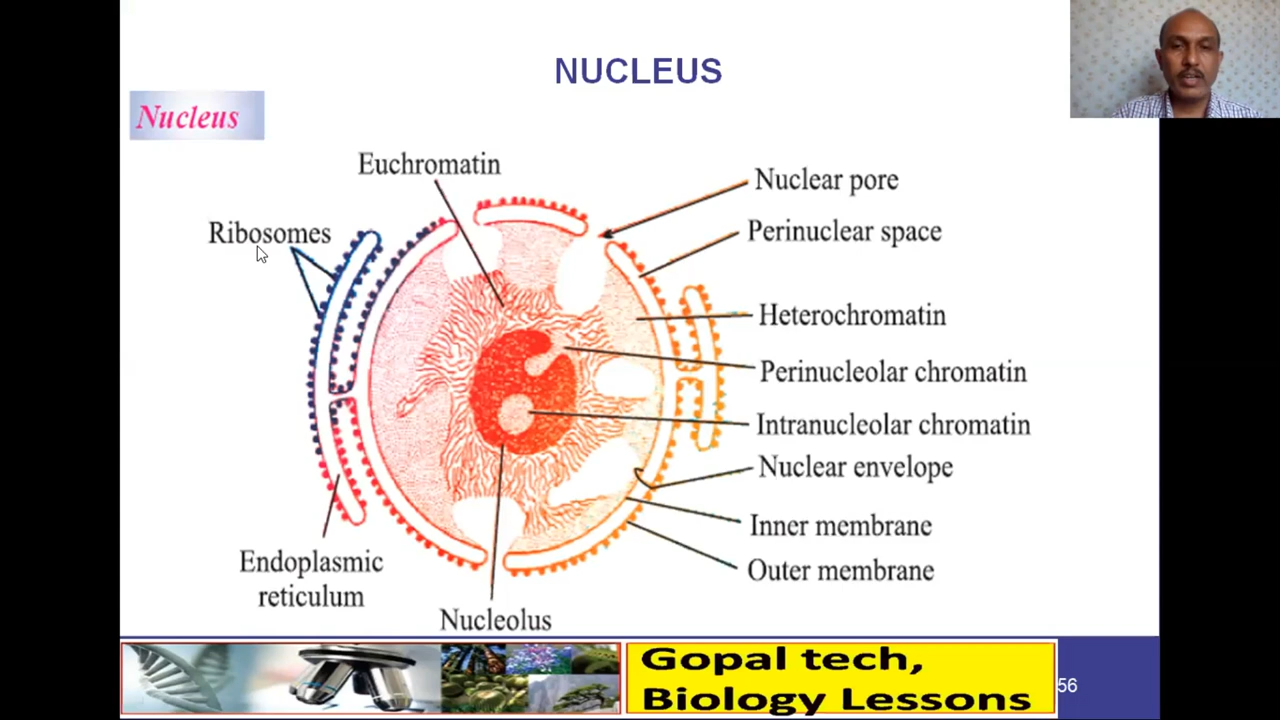 NUCLEUS
Nucleus
Euchromatin
Nuclear pore
Ribosomes
Perinuclear space
Heterochromatin
Perinucleolar chromatin
Intranucleolar chromatin
Nuclear envelope
Inner membrane
Outer membrane
Endoplasmic
reticulum
Nucleolus
Gopal tech,
Biology Lessons
56